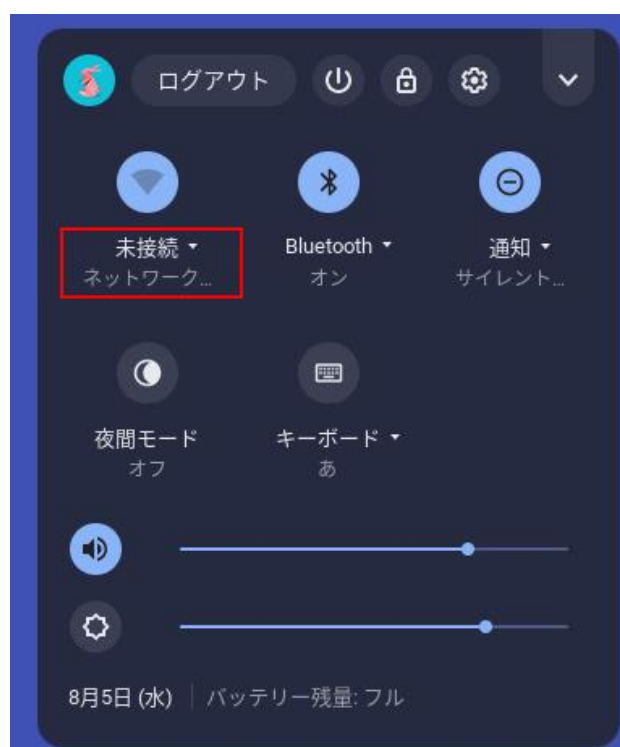 ログアウト
未接続
ネットワーク...
Bluetooth
オン
通知
サイレント...
夜間モード
オフ
キーボード
あ
8月5日 (水)
バッテリー残量: フル